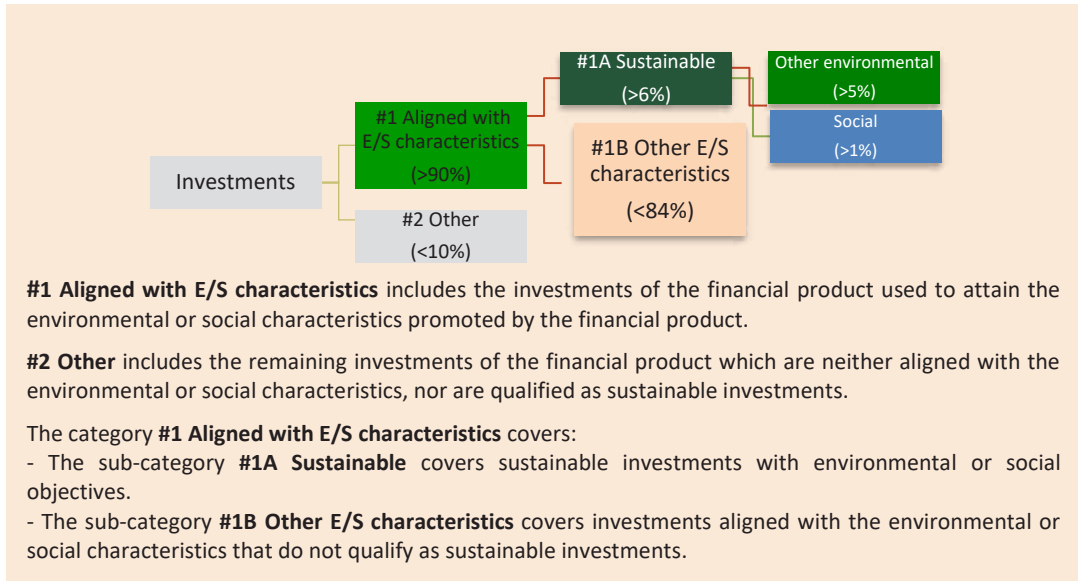 #1A Sustainable
(>6%)
Other environmental
(>5%)
Social
(>1%)
#1 Aligned with
E/S characteristics
(>90%)
#1B Other E/S
characteristics
(<84%)
Investments
#2 Other
(<10%)
#1 Aligned with E/S characteristics includes the investments of the financial product used to attain the
environmental or social characteristics promoted by the financial product.
#2 Other includes the remaining investments of the financial product which are neither aligned with the
environmental or social characteristics, nor are qualified as sustainable investments.
The category #1 Aligned with E/S characteristics covers:
- The sub-category #1A Sustainable covers sustainable investments with environmental or social
objectives.
- The sub-category #1B Other E/S characteristics covers investments aligned with the environmental or
social characteristics that do not qualify as sustainable investments.